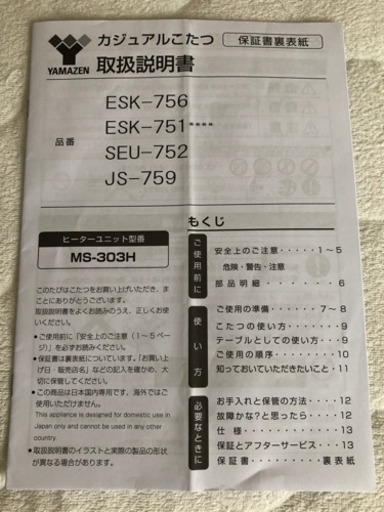 YAMAZEN
カジュアルこたつ
保証書裏表紙
取扱説明書
品番
ESK-756
ESK-751****
SEU-752
JS-759
ヒーターユニット型番
MS-303H
このたびはこたつをお買い上げいただき、ま
ことにありがとうございます。
取扱説明書をよくお読みのうえ、正しくお使い
ください。
●ご使用前に「安全上のご注意(1〜5ペー
ジ)」を必ずお読みください。
●保証書は裏表紙についています。「お買い上
げ日・販売店名」などの記入を確かめ、大
切に保管してください。
●この商品は日本国内専用です、海外ではご
使用いただけません。
This appliance is designed for domestic use in
Japan only and cannot be used in any other
country.
●取扱説明書のイラストと実際の製品の形状
が異なる場合があります。
もくじ
ご使用前に
安全上のご注意・・・・・1〜5
危険・警告・注意
部品明細・・・・・・・・・6
使い方
ご使用の準備・・・・・・7〜8
こたつの使い方・・・・・・・9
テーブルとしての使い方・・・9
ご使用の順序・・・・・・・10
知っておいていただきたいこと・11
必要なときに
お手入れと保管の方法・・・12
故障かな?と思ったら・・・12
仕様・・・・・・・・・・・13
保証とアフターサービス・・・13
保証書・・・・・・・裏表紙